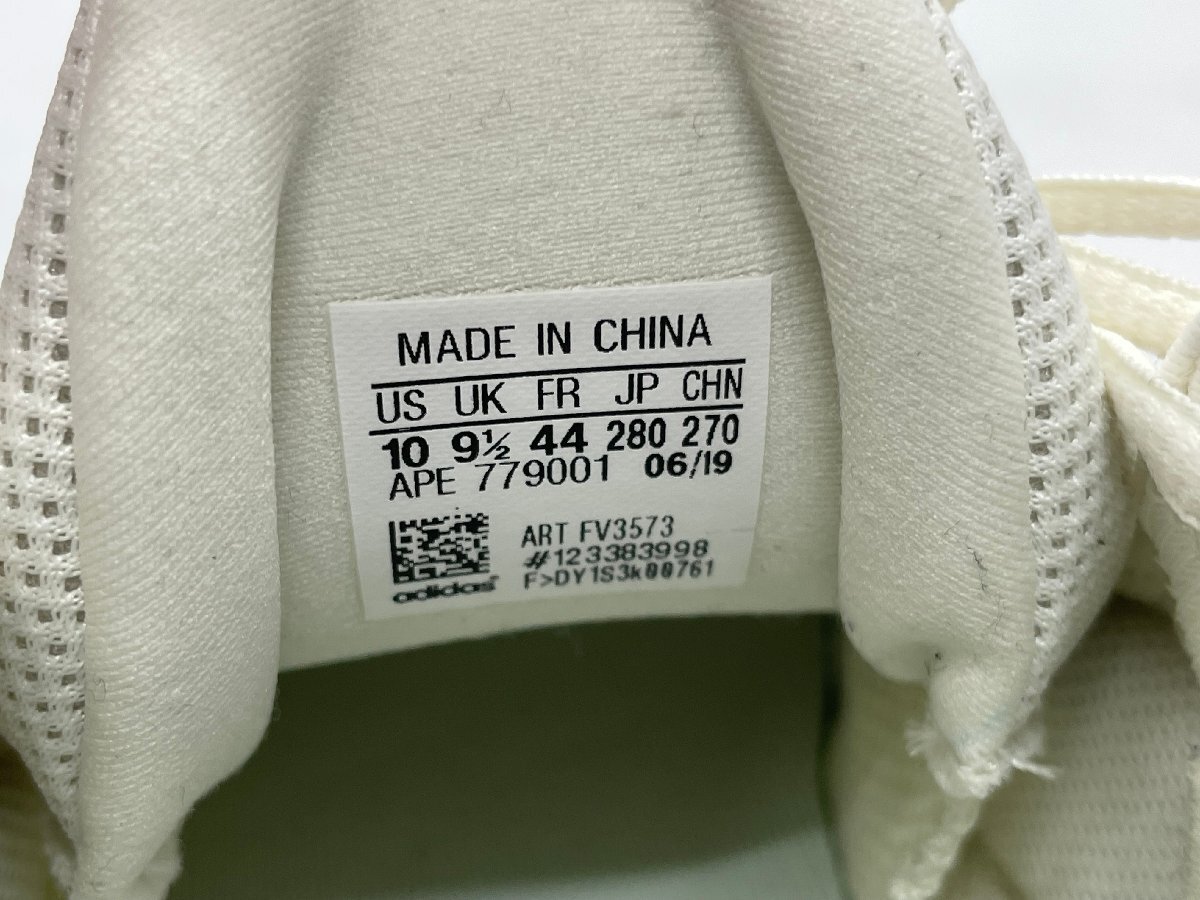 MADE IN CHINA
US UK FR JP CHN
10 9½ 44 280 270
APE 779001 06/19
ART FV3573
#123383998
F>DY1S3k00761
adidas